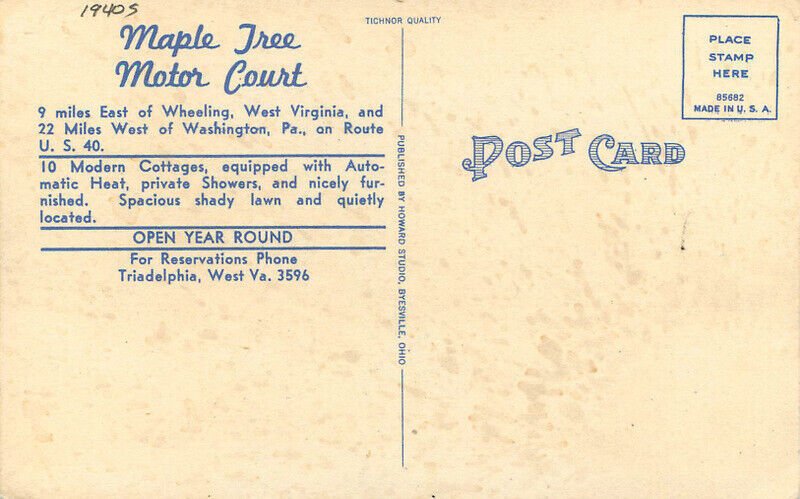 1940s
Maple Tree
Motor Court
9 miles East of Wheeling, West Virginia, and
22 Miles West of Washington, Pa., on Route
U. S. 40.
10 Modern Cottages, equipped with Auto-
matic Heat, private Showers, and nicely fur-
nished. Spacious shady lawn and quietly
located.
OPEN YEAR ROUND
For Reservations Phone
Triadelphia, West Va. 3596
TICHNOR QUALITY
PUBLISHED BY HOWARD STUDIO, BYESVILLE, OHIO
POST CARD
PLACE
STAMP
HERE
85682
MADE IN U. S. A.